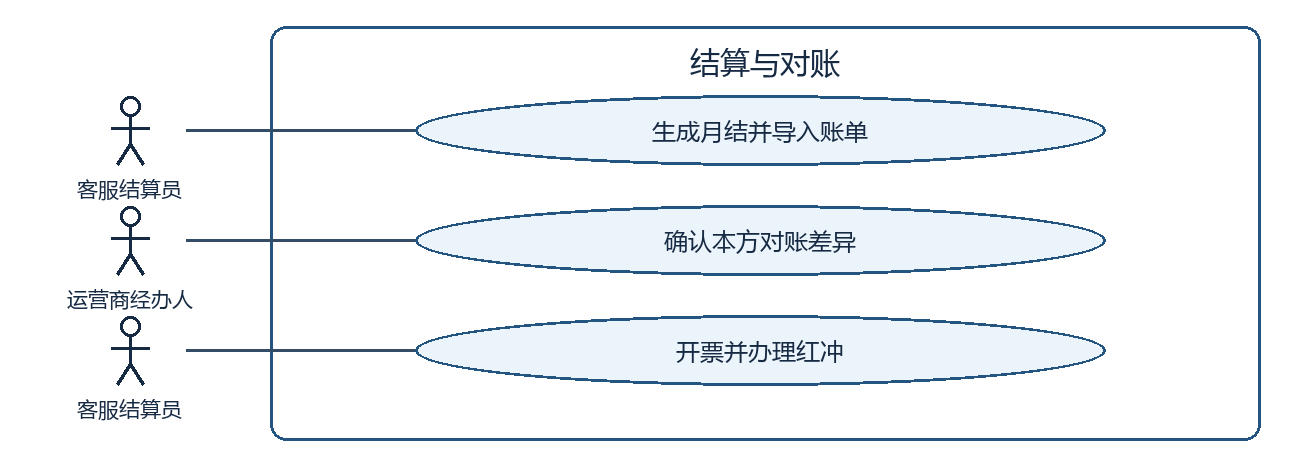 结算与对账
生成月结并导入账单
客服结算员
确认本方对账差异
运营商经办人
开票并办理红冲
客服结算员